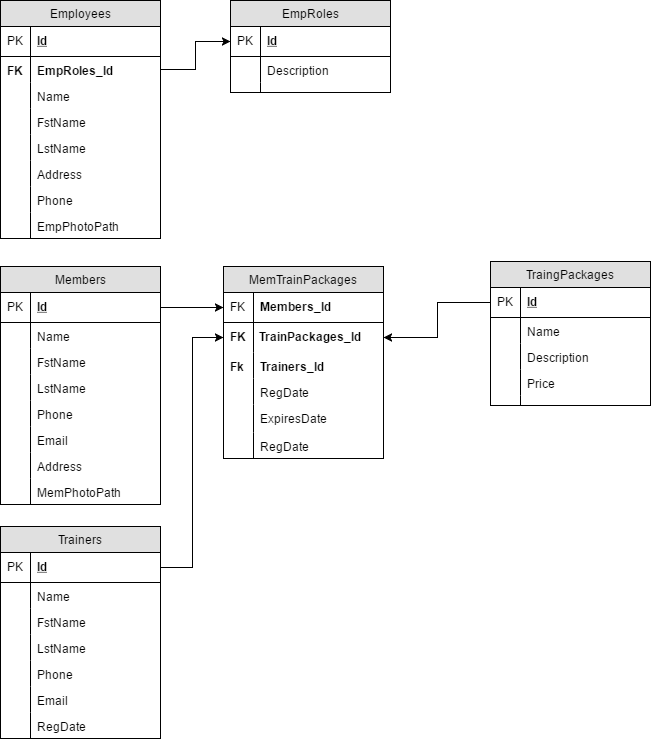 Employees
PK Id
FK EmpRoles_Id
Name
FstName
LstName
Address
Phone
EmpPhotoPath
EmpRoles
PK Id
Description
Members
PK Id
Name
FstName
LstName
Phone
Email
Address
MemPhotoPath
MemTrainPackages
FK Members_Id
FK TrainPackages_Id
Fk Trainers_Id
RegDate
ExpiresDate
RegDate
TraingPackages
PK Id
Name
Description
Price
Trainers
PK Id
Name
FstName
LstName
Phone
Email
RegDate